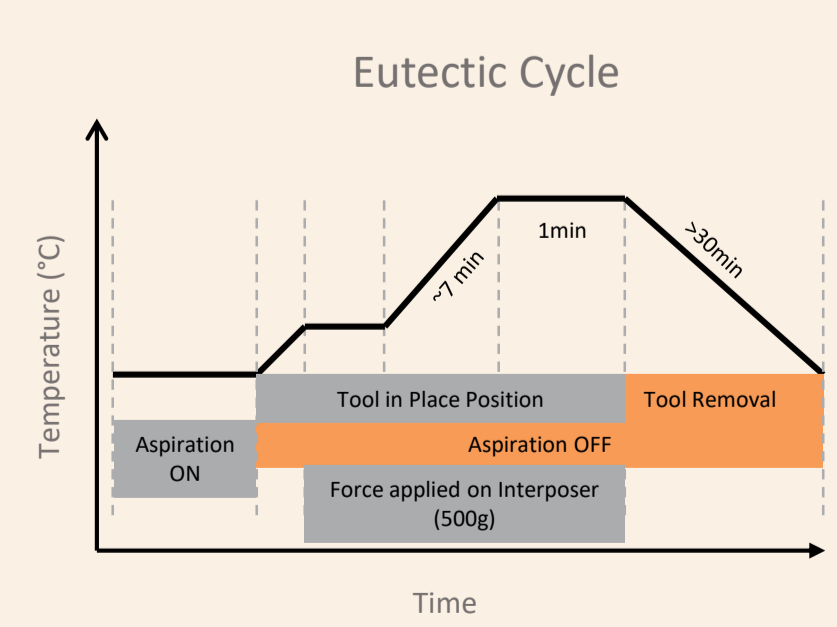 Eutectic Cycle
Temperature (°C)
~7 min
1min
>30min
Tool in Place Position
Tool Removal
Aspiration
ON
Aspiration OFF
Force applied on Interposer
(500g)
Time